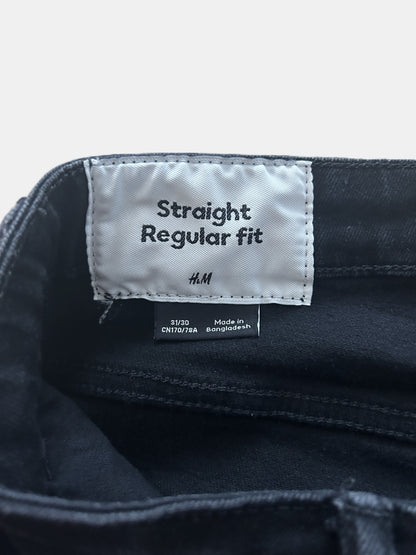 Straight
Regular fit
H&M
31/30
CN170/78A
Made in
Bangladesh